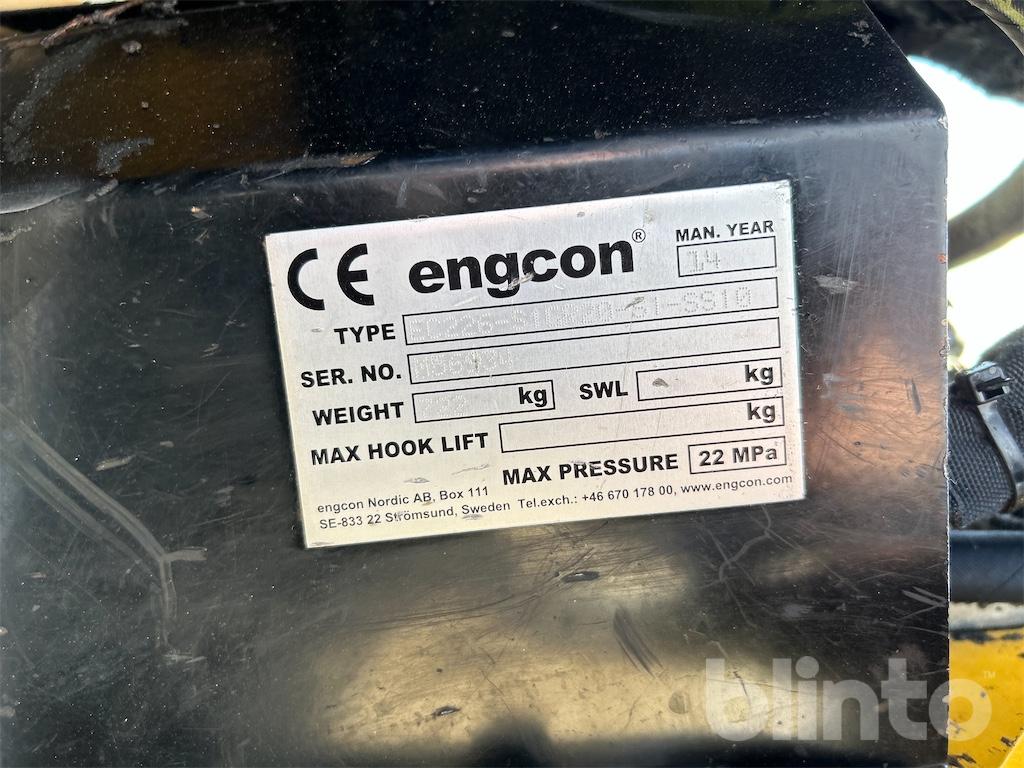 CE engcon® MAN. YEAR
14
TYPE
SER. NO.
WEIGHT kg SWL kg
MAX HOOK LIFT kg
MAX PRESSURE 22 MPa
engcon Nordic AB, Box 111
SE-833 22 Strömsund, Sweden Tel.exch.: +46 670 178 00, www.engcon.com
blinto™